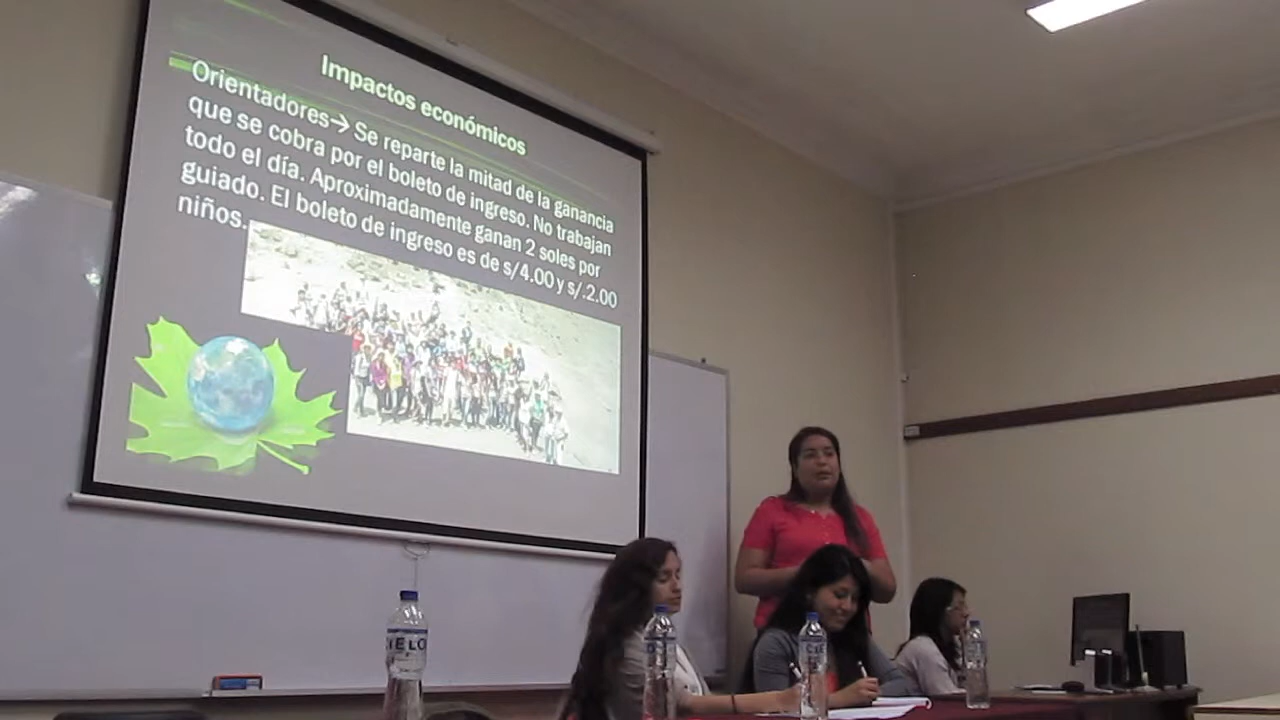 Impactos económicos
Orientadores→ Se reparte la mitad de la ganancia
que se cobra por el boleto de ingreso. No trabajan
todo el día. Aproximadamente ganan 2 soles por
guiado. El boleto de ingreso es de s/4.00 y s/.2.00
niños.
CIELO